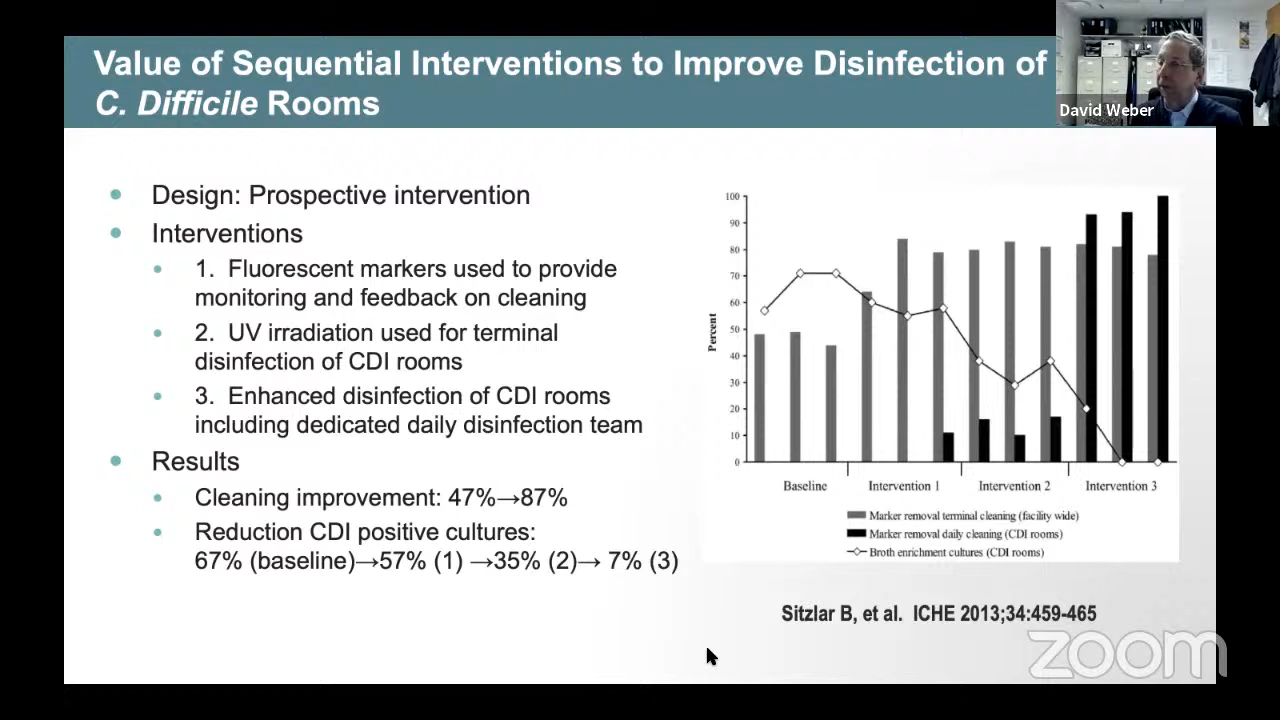 Value of Sequential Interventions to Improve Disinfection of
C. Difficile Rooms
David Weber
• Design: Prospective intervention
• Interventions
• 1. Fluorescent markers used to provide
monitoring and feedback on cleaning
• 2. UV irradiation used for terminal
disinfection of CDI rooms
• 3. Enhanced disinfection of CDI rooms
including dedicated daily disinfection team
• Results
• Cleaning improvement: 47%→87%
• Reduction CDI positive cultures:
67% (baseline)→57% (1) →35% (2)→ 7% (3)
100
90
80
70
60
50
40
30
20
10
0
Percent
Baseline Intervention 1 Intervention 2 Intervention 3
Marker removal terminal cleaning (facility wide)
Marker removal daily cleaning (CDI rooms)
Broth enrichment cultures (CDI rooms)
Sitzlar B, et al. ICHE 2013;34:459-465
zoom